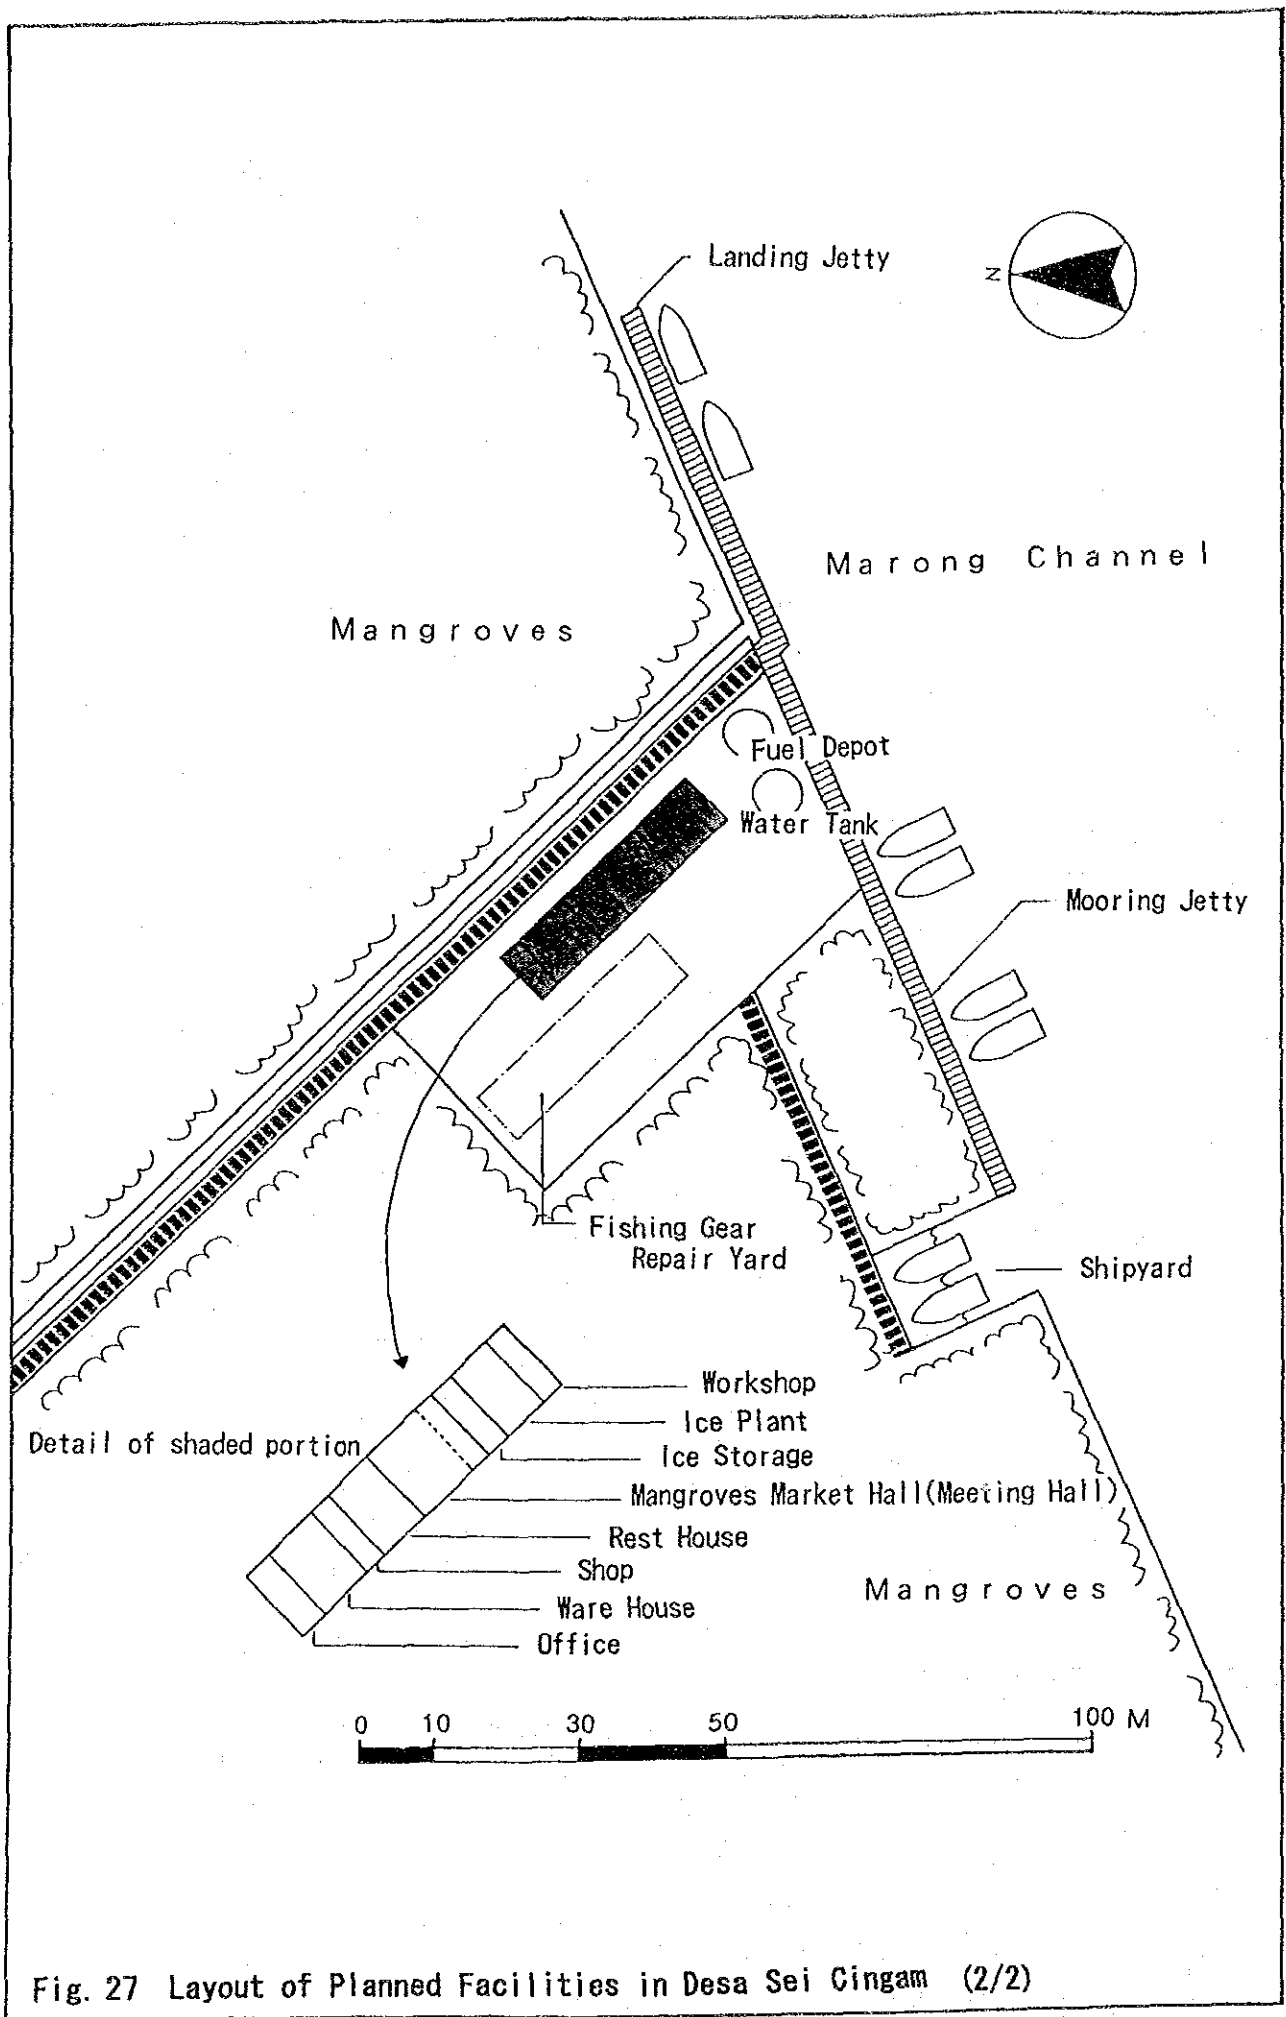 Landing Jetty
N
Marong Channel
Mangroves
Fuel Depot
Water Tank
Mooring Jetty
Fishing Gear
Repair Yard
Shipyard
Workshop
Ice Plant
Detail of shaded portion
Ice Storage
Mangroves Market Hall(Meeting Hall)
Rest House
Shop
Mangroves
Ware House
Office
0 10 30 50 100 M
Fig. 27 Layout of Planned Facilities in Desa Sei Cingam (2/2)